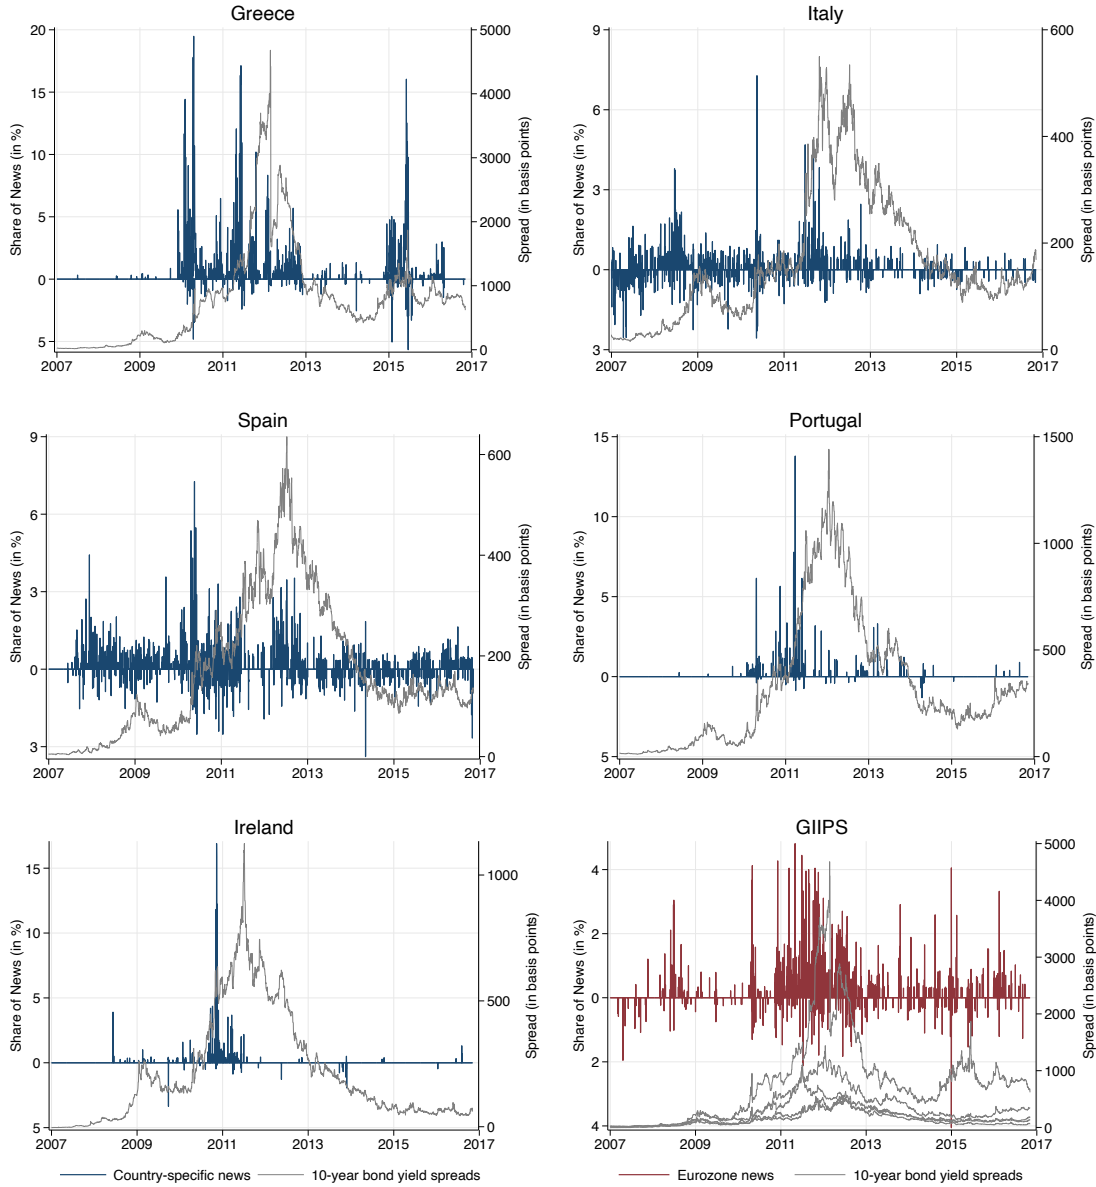 Greece
Share of News (in %)
20
15
10
5
0
5
5000
4000
3000
2000
1000
0
Spread (in basis points)
2007 2009 2011 2013 2015 2017
Italy
Share of News (in %)
9
6
3
0
3
600
400
200
0
Spread (in basis points)
2007 2009 2011 2013 2015 2017
Spain
Share of News (in %)
9
6
3
0
3
600
400
200
0
Spread (in basis points)
2007 2009 2011 2013 2015 2017
Portugal
Share of News (in %)
15
10
5
0
5
1500
1000
500
0
Spread (in basis points)
2007 2009 2011 2013 2015 2017
Ireland
Share of News (in %)
15
10
5
0
5
1000
500
0
Spread (in basis points)
2007 2009 2011 2013 2015 2017
GIIPS
Share of News (in %)
4
2
0
2
4
5000
4000
3000
2000
1000
0
Spread (in basis points)
2007 2009 2011 2013 2015 2017
Country-specific news 10-year bond yield spreads
Eurozone news 10-year bond yield spreads